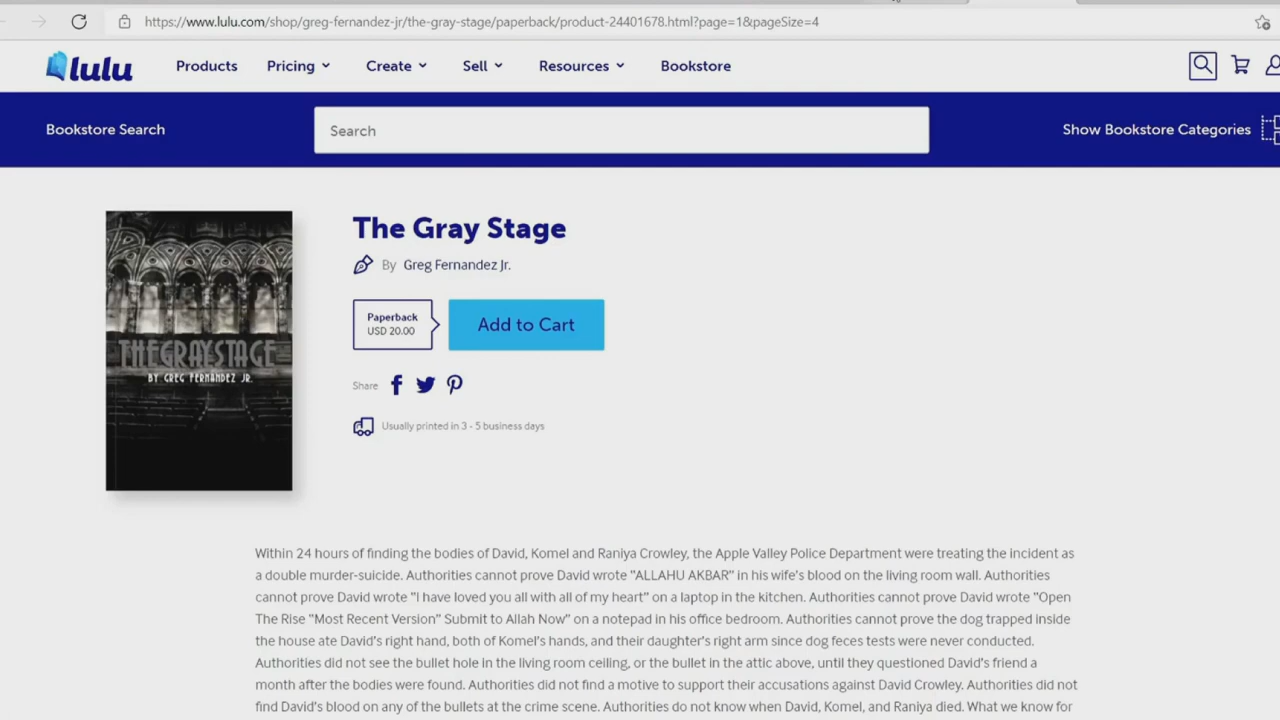 https://www.lulu.com/shop/greg-fernandez-jr/the-gray-stage/paperback/product-24401678.html?page=1&pageSize=4
lulu
Products
Pricing
Create
Sell
Resources
Bookstore
Bookstore Search
Search
Show Bookstore Categories
THE GRAY STAGE
BY GREG FERNANDEZ JR.
The Gray Stage
By Greg Fernandez Jr.
Paperback
USD 20.00
Add to Cart
Share
Usually printed in 3 - 5 business days
Within 24 hours of finding the bodies of David, Komel and Raniya Crowley, the Apple Valley Police Department were treating the incident as
a double murder-suicide. Authorities cannot prove David wrote "ALLAHU AKBAR" in his wife's blood on the living room wall. Authorities
cannot prove David wrote "I have loved you all with all of my heart" on a laptop in the kitchen. Authorities cannot prove David wrote "Open
The Rise "Most Recent Version" Submit to Allah Now" on a notepad in his office bedroom. Authorities cannot prove the dog trapped inside
the house ate David's right hand, both of Komel's hands, and their daughter's right arm since dog feces tests were never conducted.
Authorities did not see the bullet hole in the living room ceiling, or the bullet in the attic above, until they questioned David's friend a
month after the bodies were found. Authorities did not find a motive to support their accusations against David Crowley. Authorities did not
find David's blood on any of the bullets at the crime scene. Authorities do not know when David, Komel, and Raniya died. What we know for